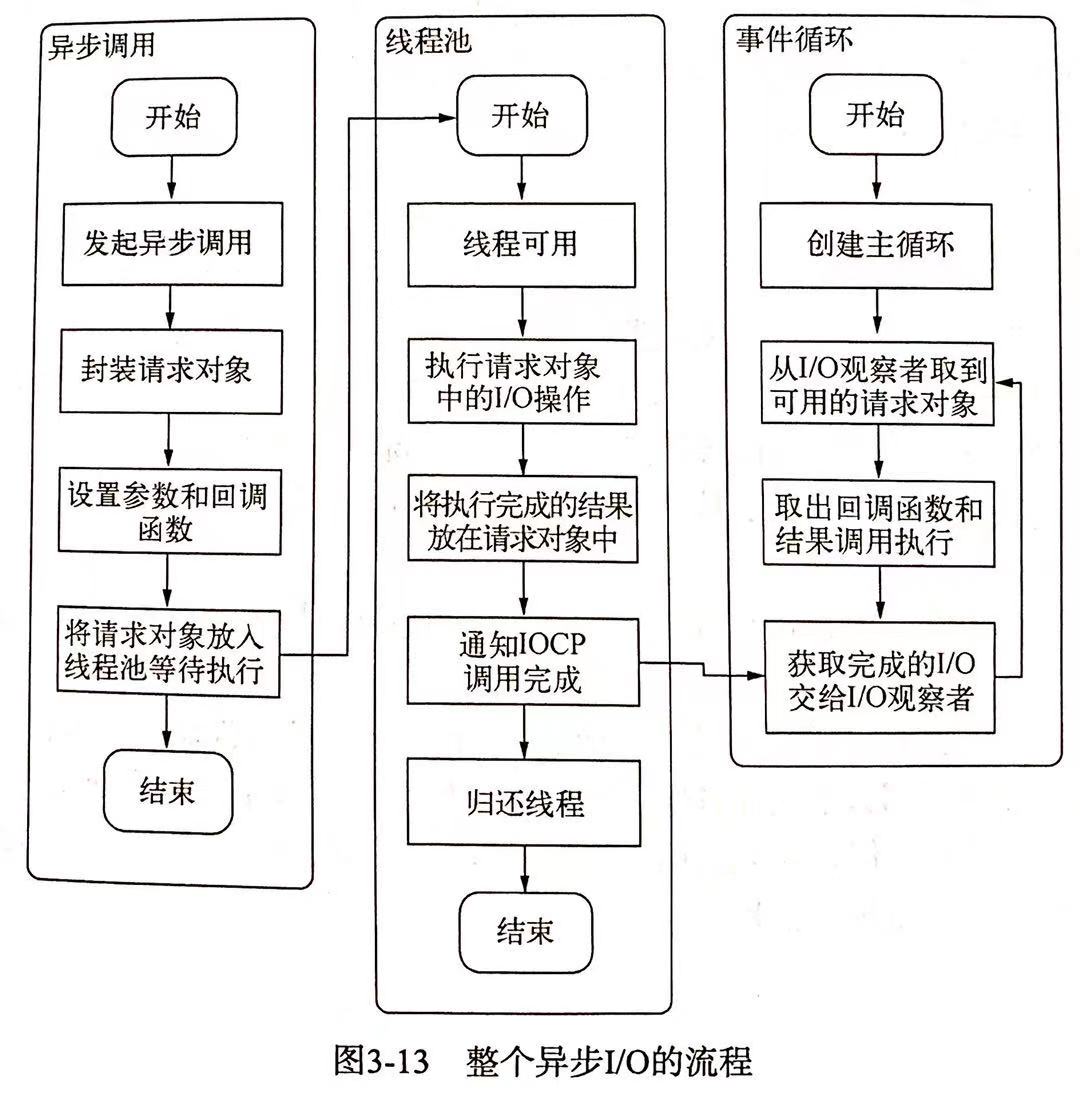 异步调用
开始
发起异步调用
封装请求对象
设置参数和回调
函数
将请求对象放入
线程池等待执行
结束
线程池
开始
线程可用
执行请求对象
中的I/O操作
将执行完成的结果
放在请求对象中
通知IOCP
调用完成
归还线程
结束
事件循环
开始
创建主循环
从I/O观察者取到
可用的请求对象
取出回调函数和
结果调用执行
获取完成的I/O
交给I/O观察者
图3-13 整个异步I/O的流程